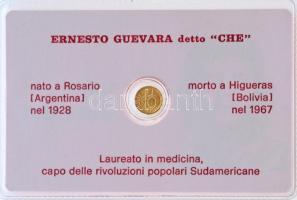 ERNESTO GUEVARA detto "CHE"
nato a Rosario
[Argentina]
nel 1928
morto a Higueras
[Bolivia]
nel 1967
Laureato in medicina,
capo delle rivoluzioni popolari Sudamericane